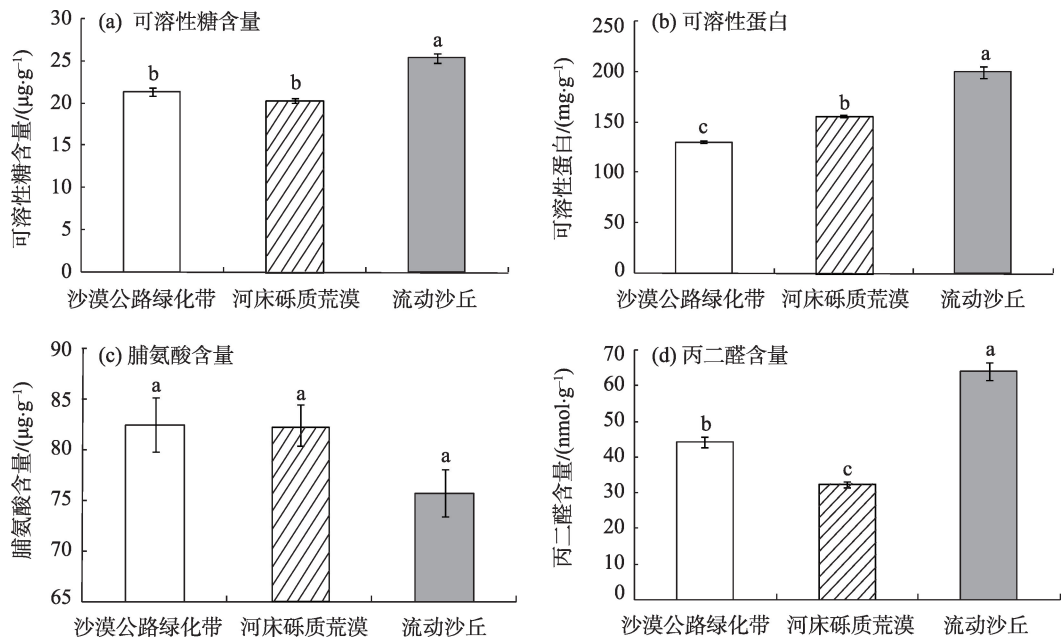 (a) 可溶性糖含量
可溶性糖含量/(μg·g⁻¹)
30
25
20
15
10
5
0
b
b
a
沙漠公路绿化带
河床砾质荒漠
流动沙丘
(b) 可溶性蛋白
可溶性蛋白/(mg·g⁻¹)
250
200
150
100
50
0
c
b
a
沙漠公路绿化带
河床砾质荒漠
流动沙丘
(c) 脯氨酸含量
脯氨酸含量/(μg·g⁻¹)
90
85
80
75
70
65
a
a
a
沙漠公路绿化带
河床砾质荒漠
流动沙丘
(d) 丙二醛含量
丙二醛含量/(nmol·g⁻¹)
70
60
50
40
30
20
10
0
b
c
a
沙漠公路绿化带
河床砾质荒漠
流动沙丘